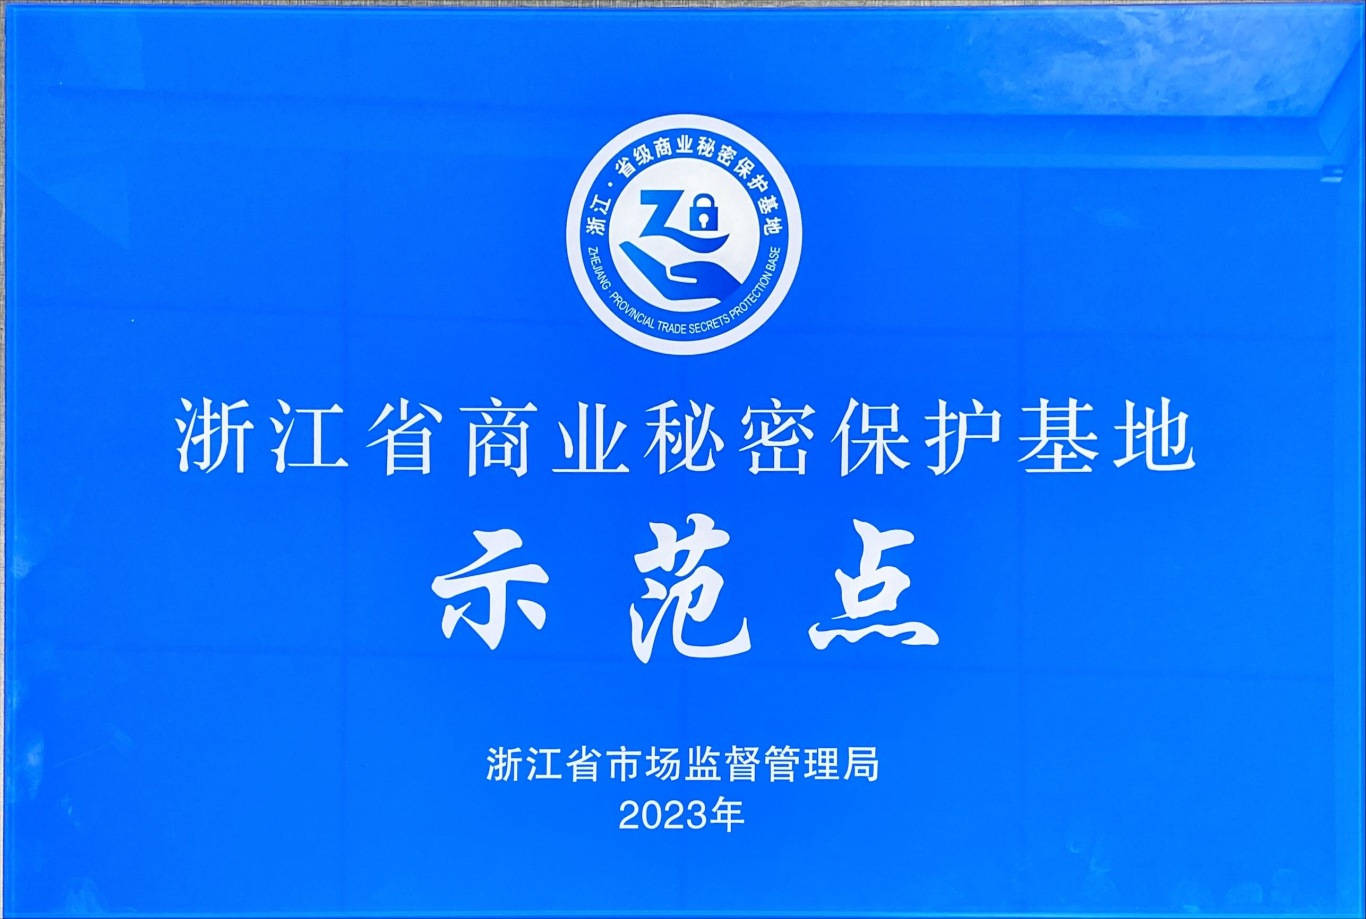 浙江·省级商业秘密保护基地
ZHEJIANG · PROVINCIAL TRADE SECRETS PROTECTION BASE
浙江省商业秘密保护基地
示范点
浙江省市场监督管理局
2023年